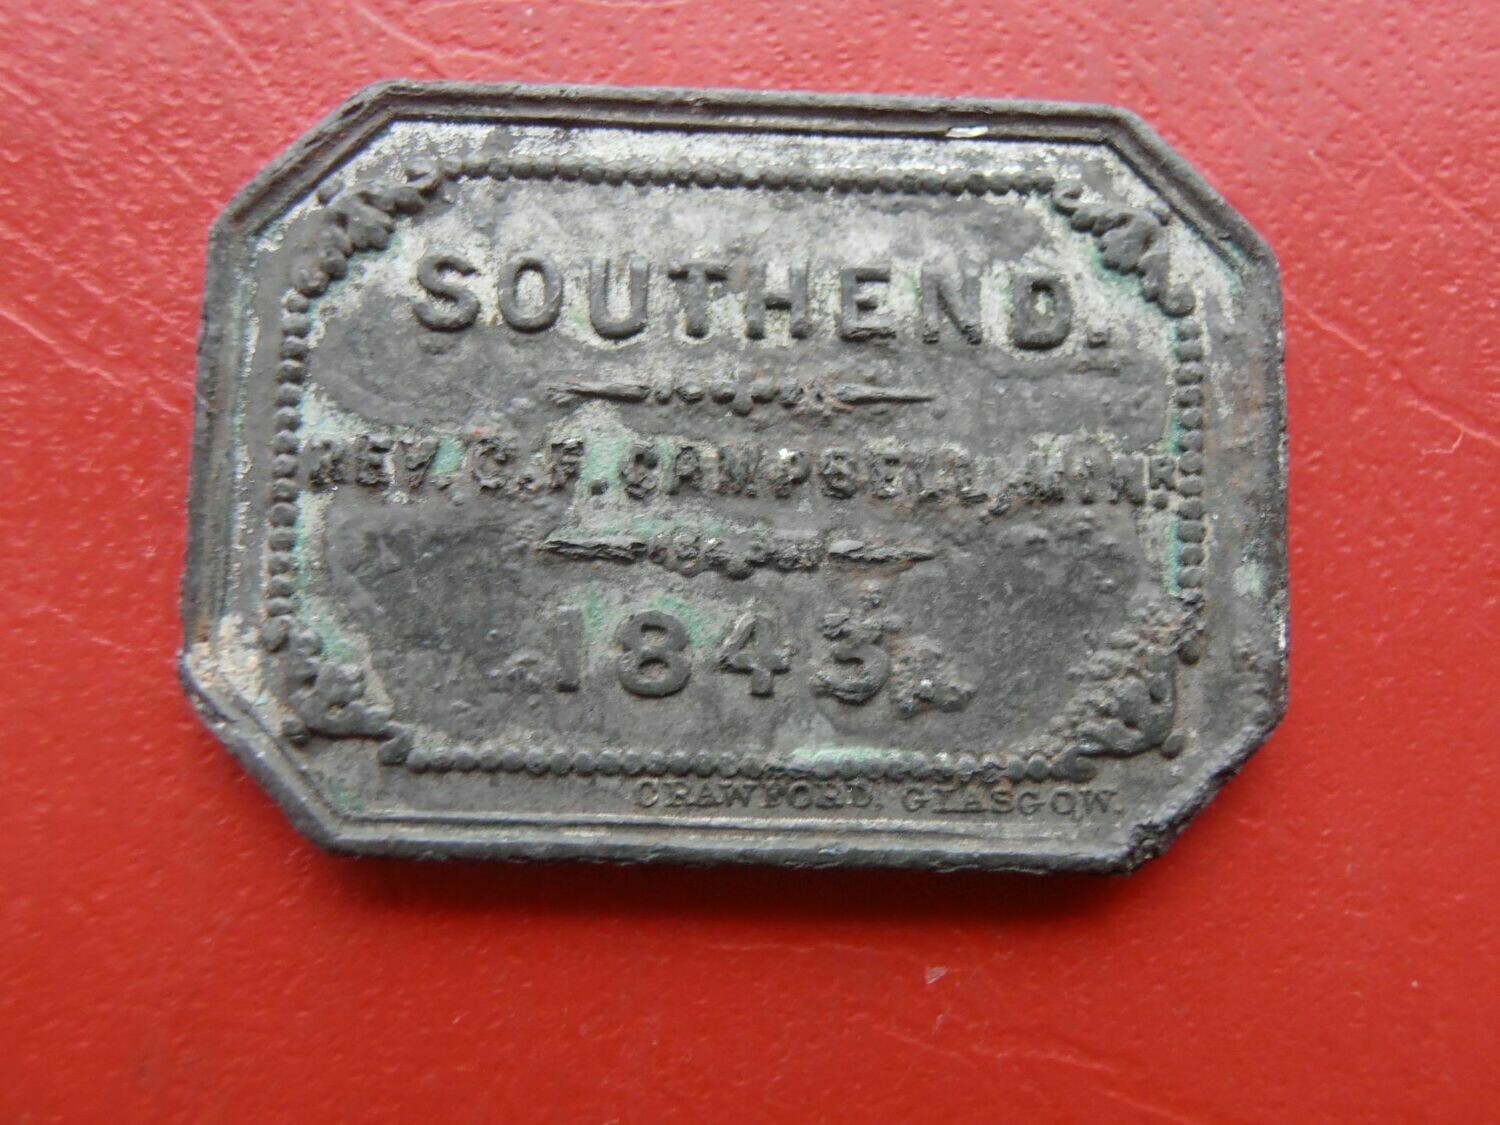 SOUTHEND.
REV. C. F. CAMPBELL, MINR.
1843.
CRAWFORD, GLASGOW.